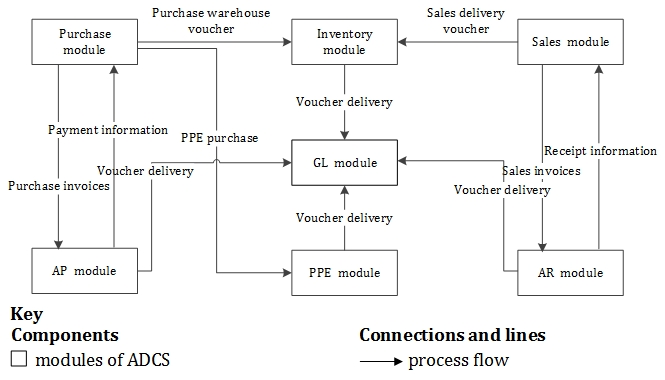 Purchase warehouse
voucher
Sales delivery
voucher
Purchase
module
Inventory
module
Sales module
Voucher delivery
Payment information
PPE purchase
Receipt information
GL module
Voucher delivery
Sales invoices
Purchase invoices
Voucher delivery
Voucher delivery
AP module
PPE module
AR module
Key
Components
Connections and lines
modules of ADCS
process flow